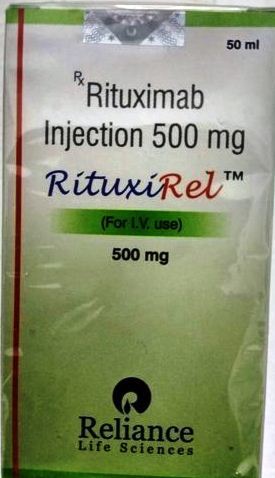 50 ml
Rx Rituximab
Injection 500 mg
RituxiRel™
(For I.V. use)
500 mg
Reliance
Life Sciences